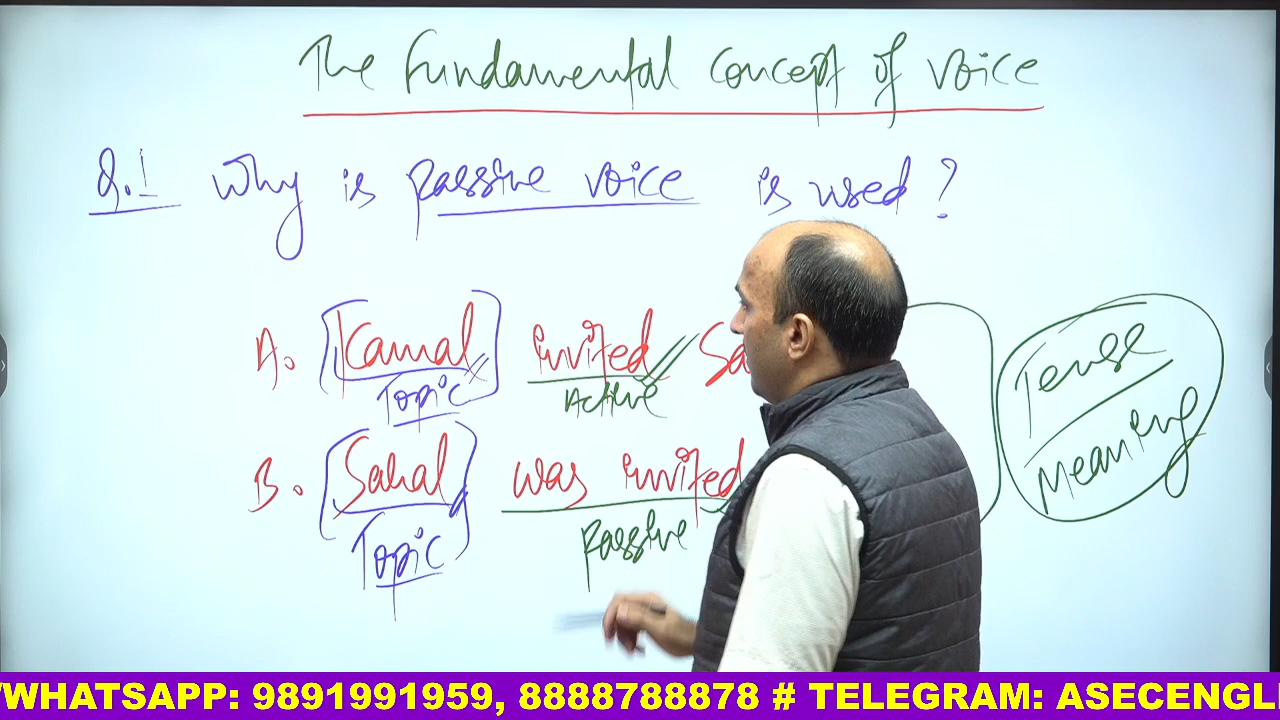 The Fundamental Concept of Voice
Q.1 Why is passive voice is used?
A. Kamal invited Sa
Topic Active
B. Sahal was invited
Topic Passive
Tense
Meaning
WHATSAPP: 9891991959, 8888788878 # TELEGRAM: ASECENGL